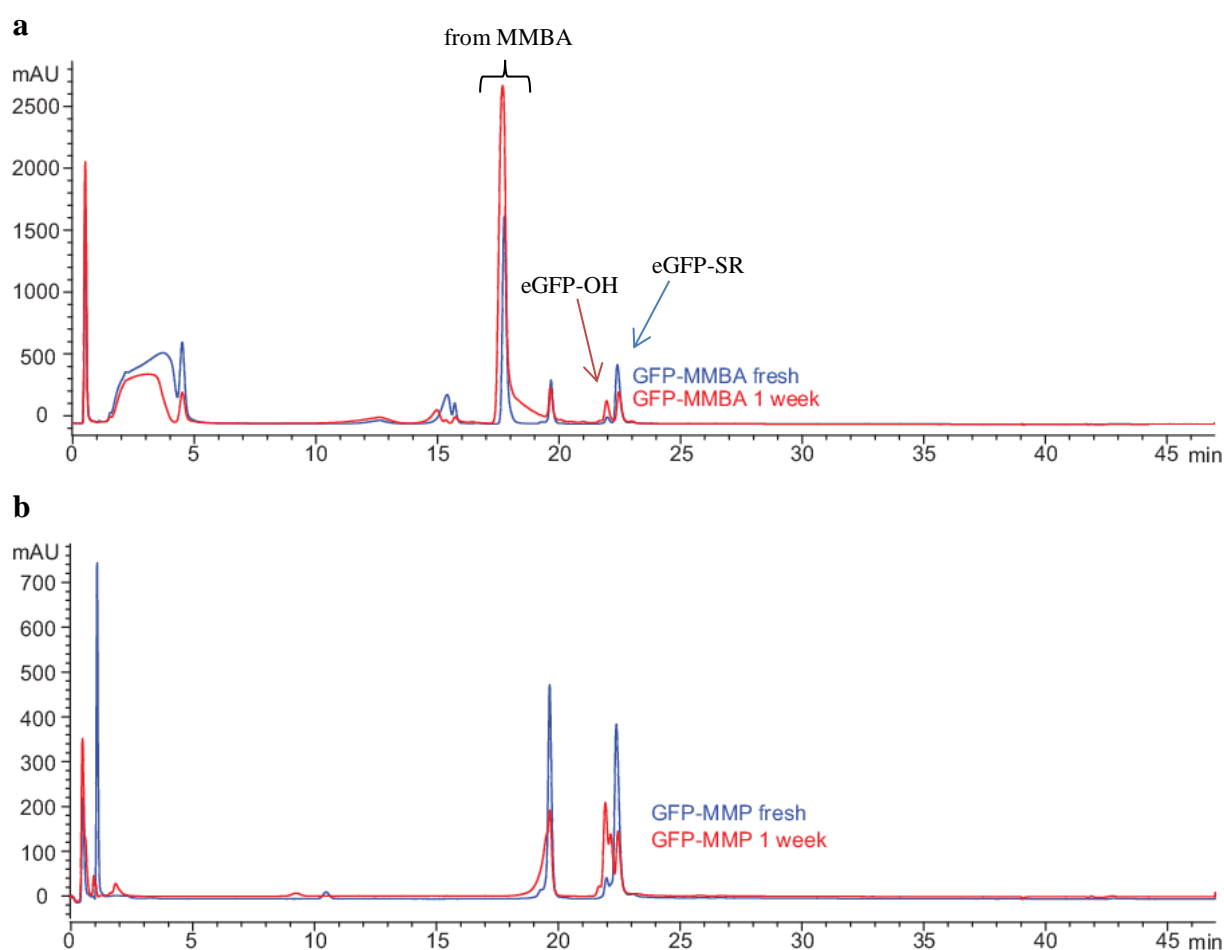 a
from MMBA
mAU
2500
2000
1500
1000
500
0
eGFP-OH
eGFP-SR
GFP-MMBA fresh
GFP-MMBA 1 week
0 5 10 15 20 25 30 35 40 45 min
b
mAU
700
600
500
400
300
200
100
0
GFP-MMP fresh
GFP-MMP 1 week
0 5 10 15 20 25 30 35 40 45 min